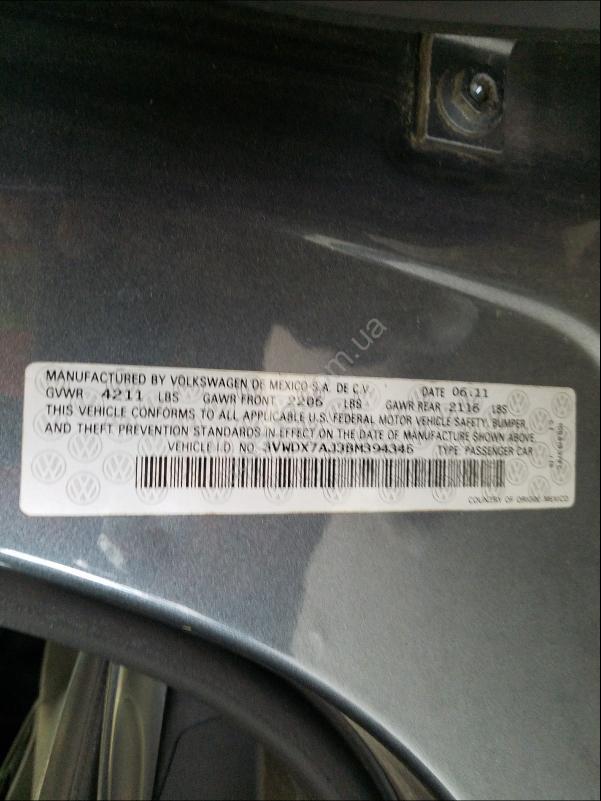 MANUFACTURED BY VOLKSWAGEN DE MEXICO S.A. DE C.V. DATE 06.11
GVWR 4211 LBS GAWR FRONT 2205 LBS GAWR REAR 2116 LBS
THIS VEHICLE CONFORMS TO ALL APPLICABLE U.S. FEDERAL MOTOR VEHICLE SAFETY, BUMPER,
AND THEFT PREVENTION STANDARDS IN EFFECT ON THE DATE OF MANUFACTURE SHOWN ABOVE.
VEHICLE I.D. NO. 3VWDX7AJ3BM394346 TYPE: PASSENGER CAR
COUNTRY OF ORIGIN: MEXICO